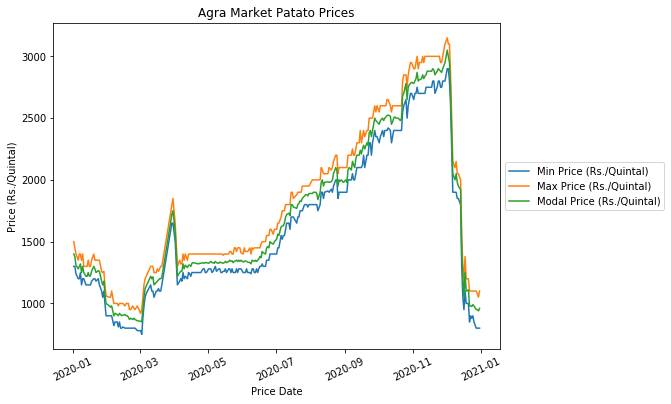 Agra Market Patato Prices
Price (Rs./Quintal)
3000
2500
2000
1500
1000
2020-01
2020-03
2020-05
2020-07
2020-09
2020-11
2021-01
Price Date
Min Price (Rs./Quintal)
Max Price (Rs./Quintal)
Modal Price (Rs./Quintal)